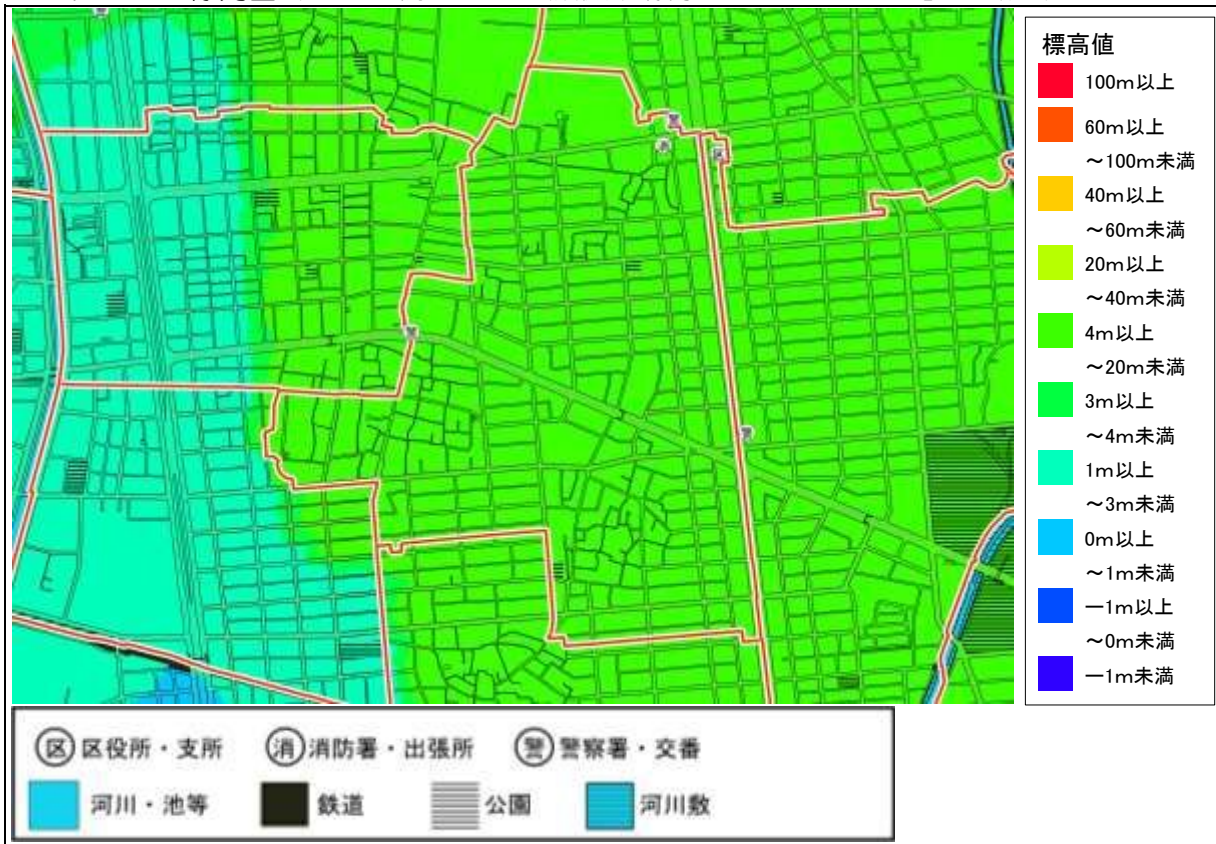 標高値
100m以上
60m以上
～100m未満
40m以上
～60m未満
20m以上
～40m未満
4m以上
～20m未満
3m以上
～4m未満
1m以上
～3m未満
0m以上
～1m未満
－1m以上
～0m未満
－1m未満
消
区
区 区役所・支所 消 消防署・出張所 警 警察署・交番
河川・池等 鉄道 公園 河川敷